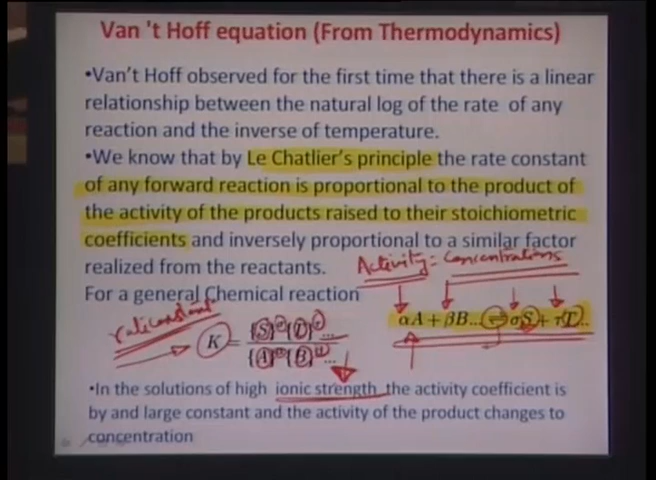 Van 't Hoff equation (From Thermodynamics)
•Van't Hoff observed for the first time that there is a linear
relationship between the natural log of the rate of any
reaction and the inverse of temperature.
•We know that by Le Chatlier's principle the rate constant
of any forward reaction is proportional to the product of
the activity of the products raised to their stoichiometric
coefficients and inversely proportional to a similar factor
realized from the reactants.
Activity = Concentrations
For a general Chemical reaction
αA + βB... ⇌ σS + τT...
rate constant
K = {S}^σ{T}^τ... / {A}^α{B}^β...
•In the solutions of high ionic strength the activity coefficient is
by and large constant and the activity of the product changes to
concentration